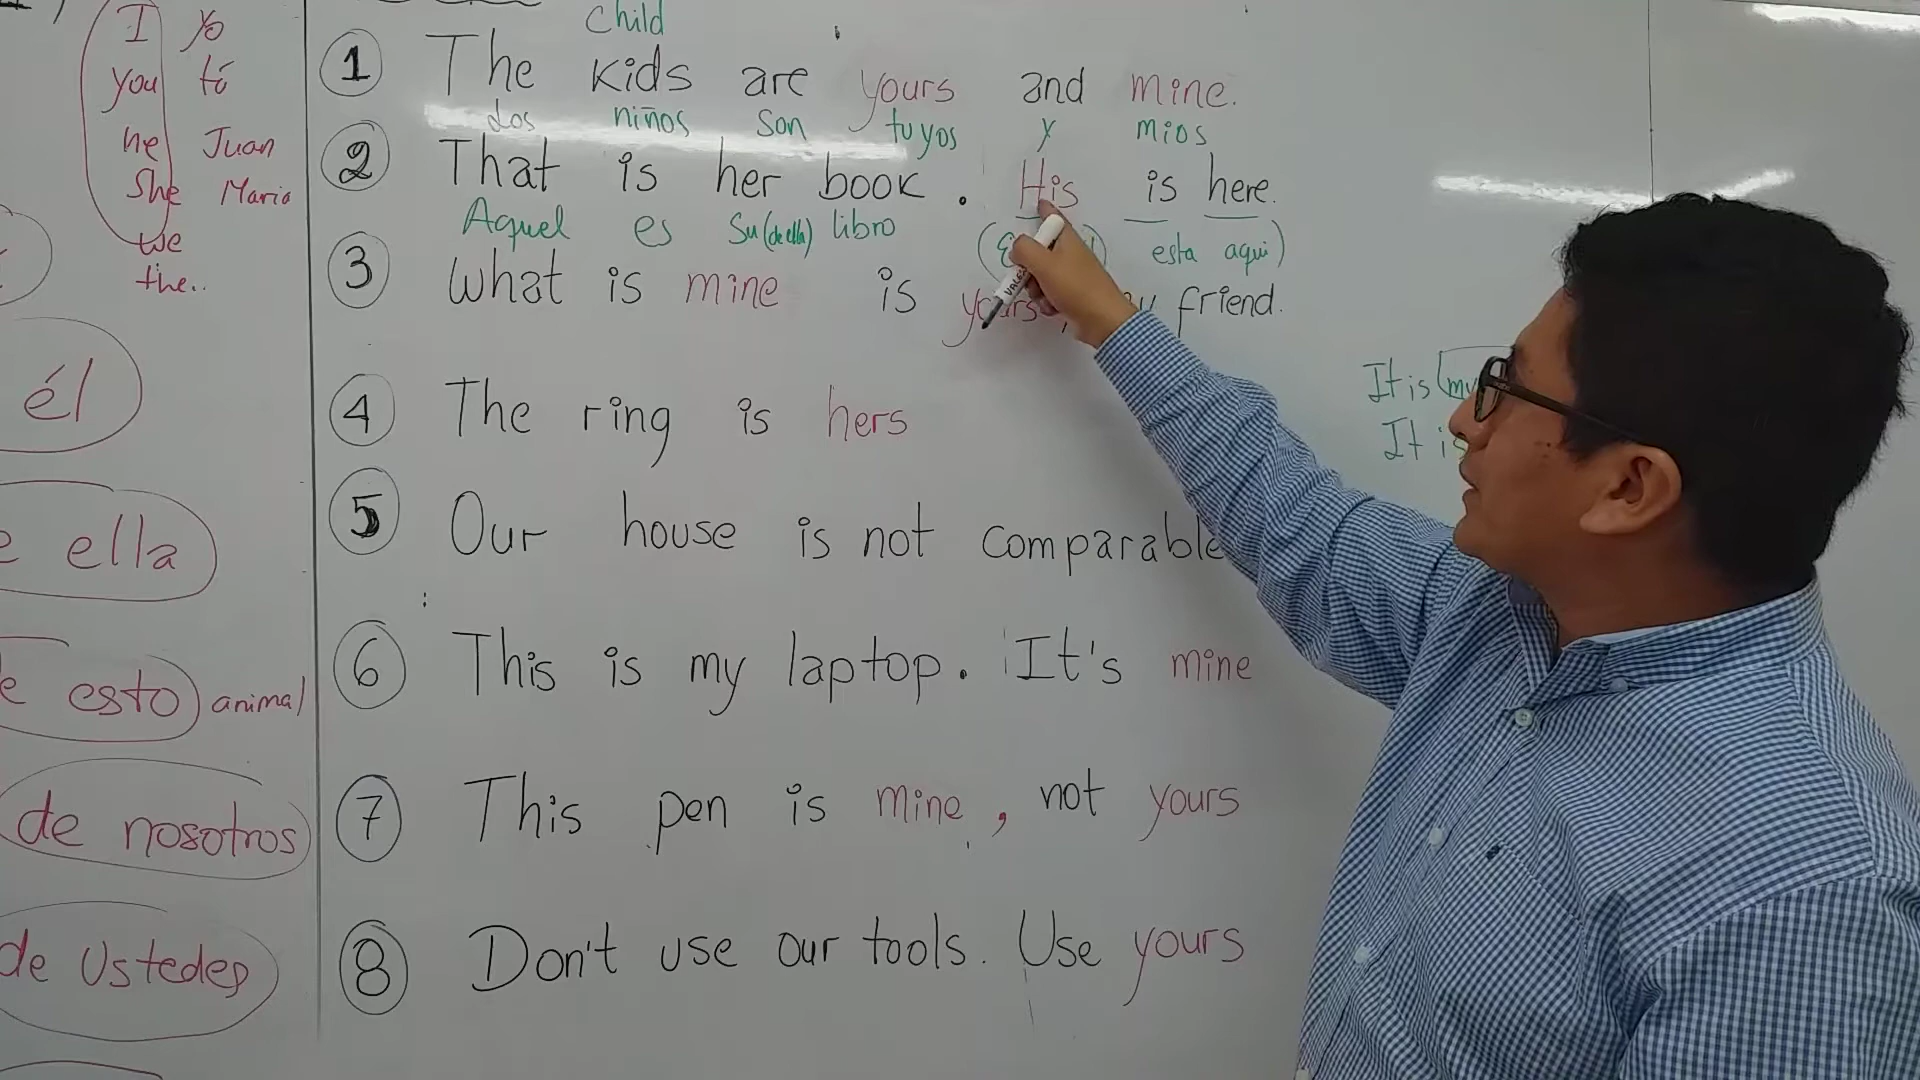 I yo
you tú
he Juan
She Maria
we
the..
él
ella
esto animal
de nosotros
de Ustedes
child
1 The kids are yours and mine.
Los niños son tuyos y mios
2 That is her book. His is here.
Aquel es Su (de ella) libro esta aqui)
3 What is mine is yours, friend.
4 The ring is hers
5 Our house is not comparable
6 This is my laptop. It's mine
7 This pen is mine, not yours
8 Don't use our tools. Use yours
It is my
It is